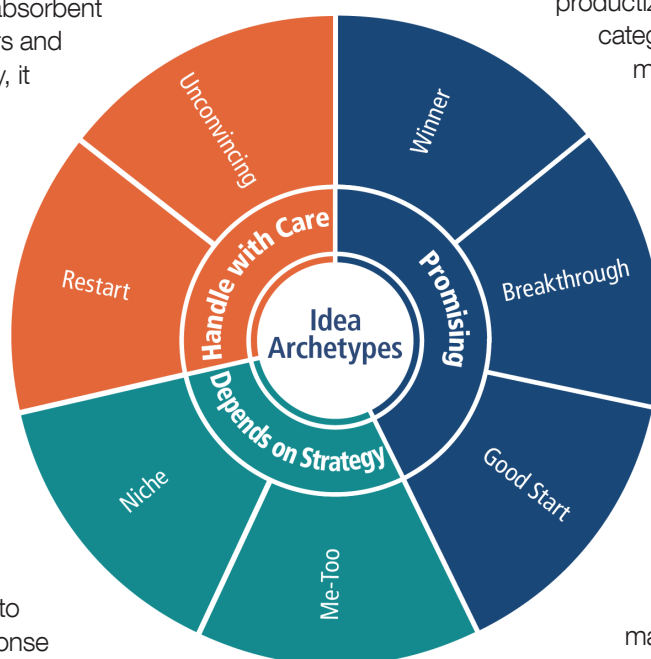 absorbent
rs and
y, it
productiz
categ
m
Unconvincing
Winner
Restart
Handle with Care
Promising
Breakthrough
Idea
Archetypes
Depends on Strategy
Niche
Good Start
Me-Too
to
onse
ma